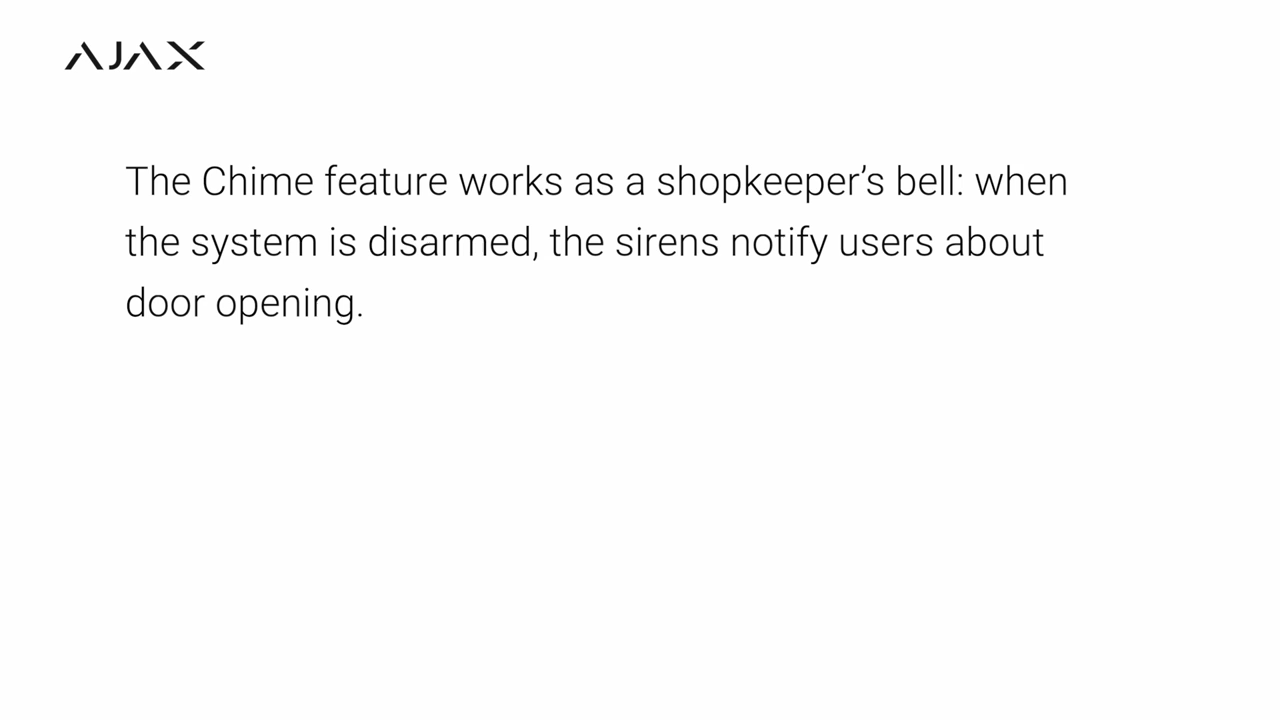 AJAX
The Chime feature works as a shopkeeper’s bell: when
the system is disarmed, the sirens notify users about
door opening.